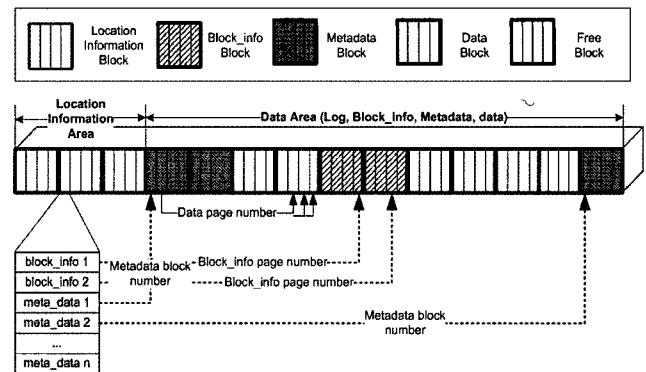 Location
Information
Block
Block_info
Block
Metadata
Block
Data
Block
Free
Block
Location
Information
Area
Data Area (Log, Block_Info, Metadata, data)
Data page number
block_info 1
block_info 2
meta_data 1
meta_data 2
...
meta_data n
Metadata block
number
Block_info page number
Block_info page number
Metadata block
number